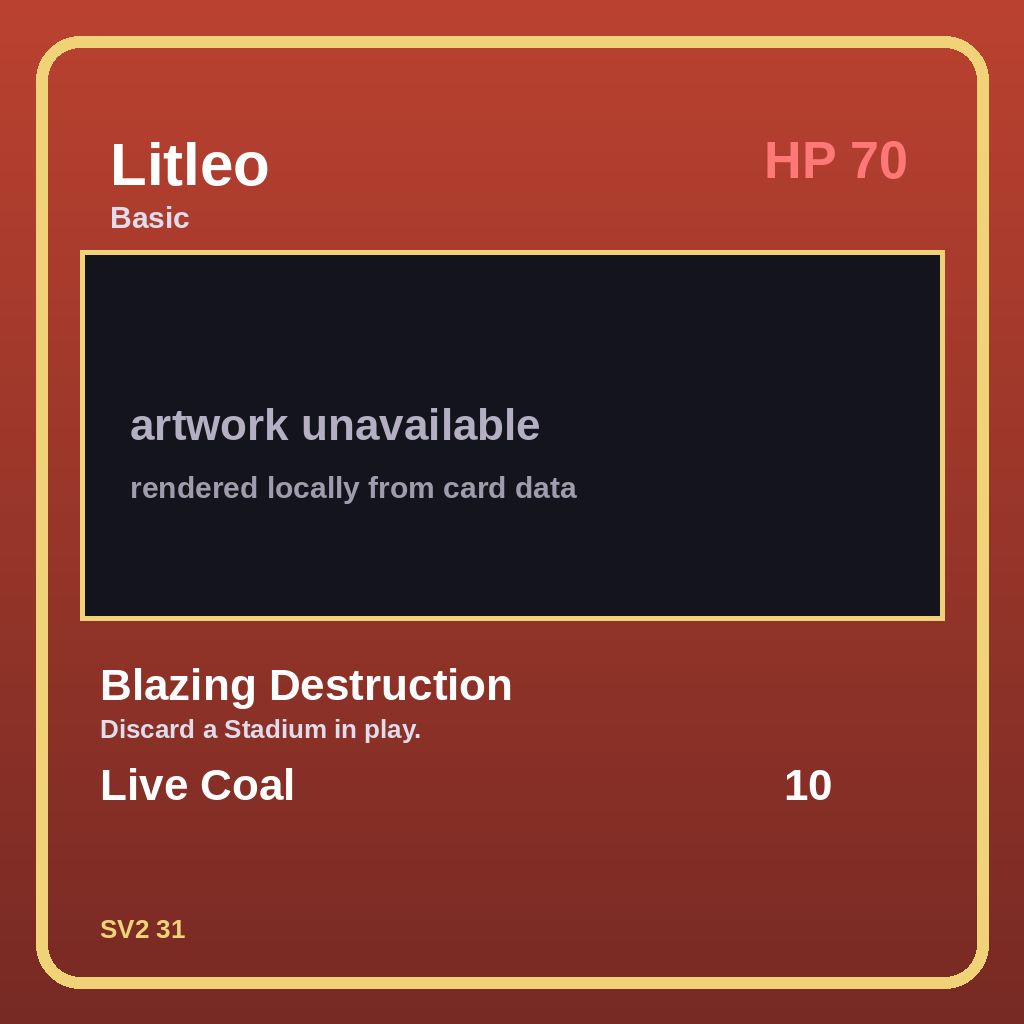 Litleo
HP 70
Basic
artwork unavailable
rendered locally from card data
Blazing Destruction
Discard a Stadium in play.
Live Coal 10
SV2 31